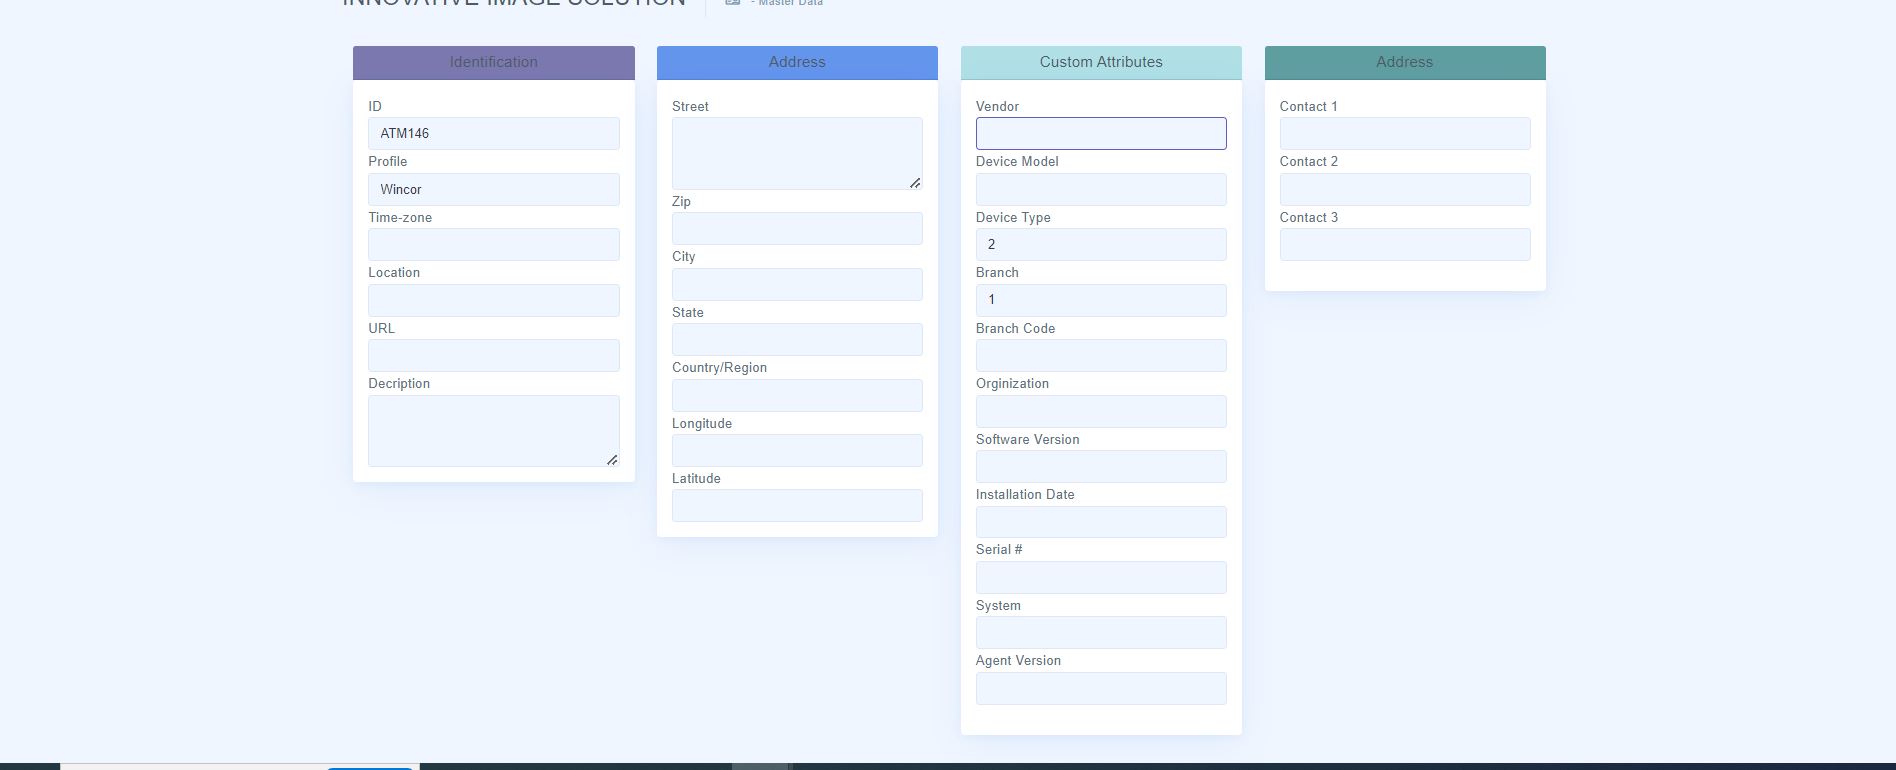 INNOVATIVE IMAGE SOLUTION
- Master Data
Identification
ID
ATM146
Profile
Wincor
Time-zone
Location
URL
Decription
Address
Street
Zip
City
State
Country/Region
Longitude
Latitude
Custom Attributes
Vendor
Device Model
Device Type
2
Branch
1
Branch Code
Orginization
Software Version
Installation Date
Serial #
System
Agent Version
Address
Contact 1
Contact 2
Contact 3